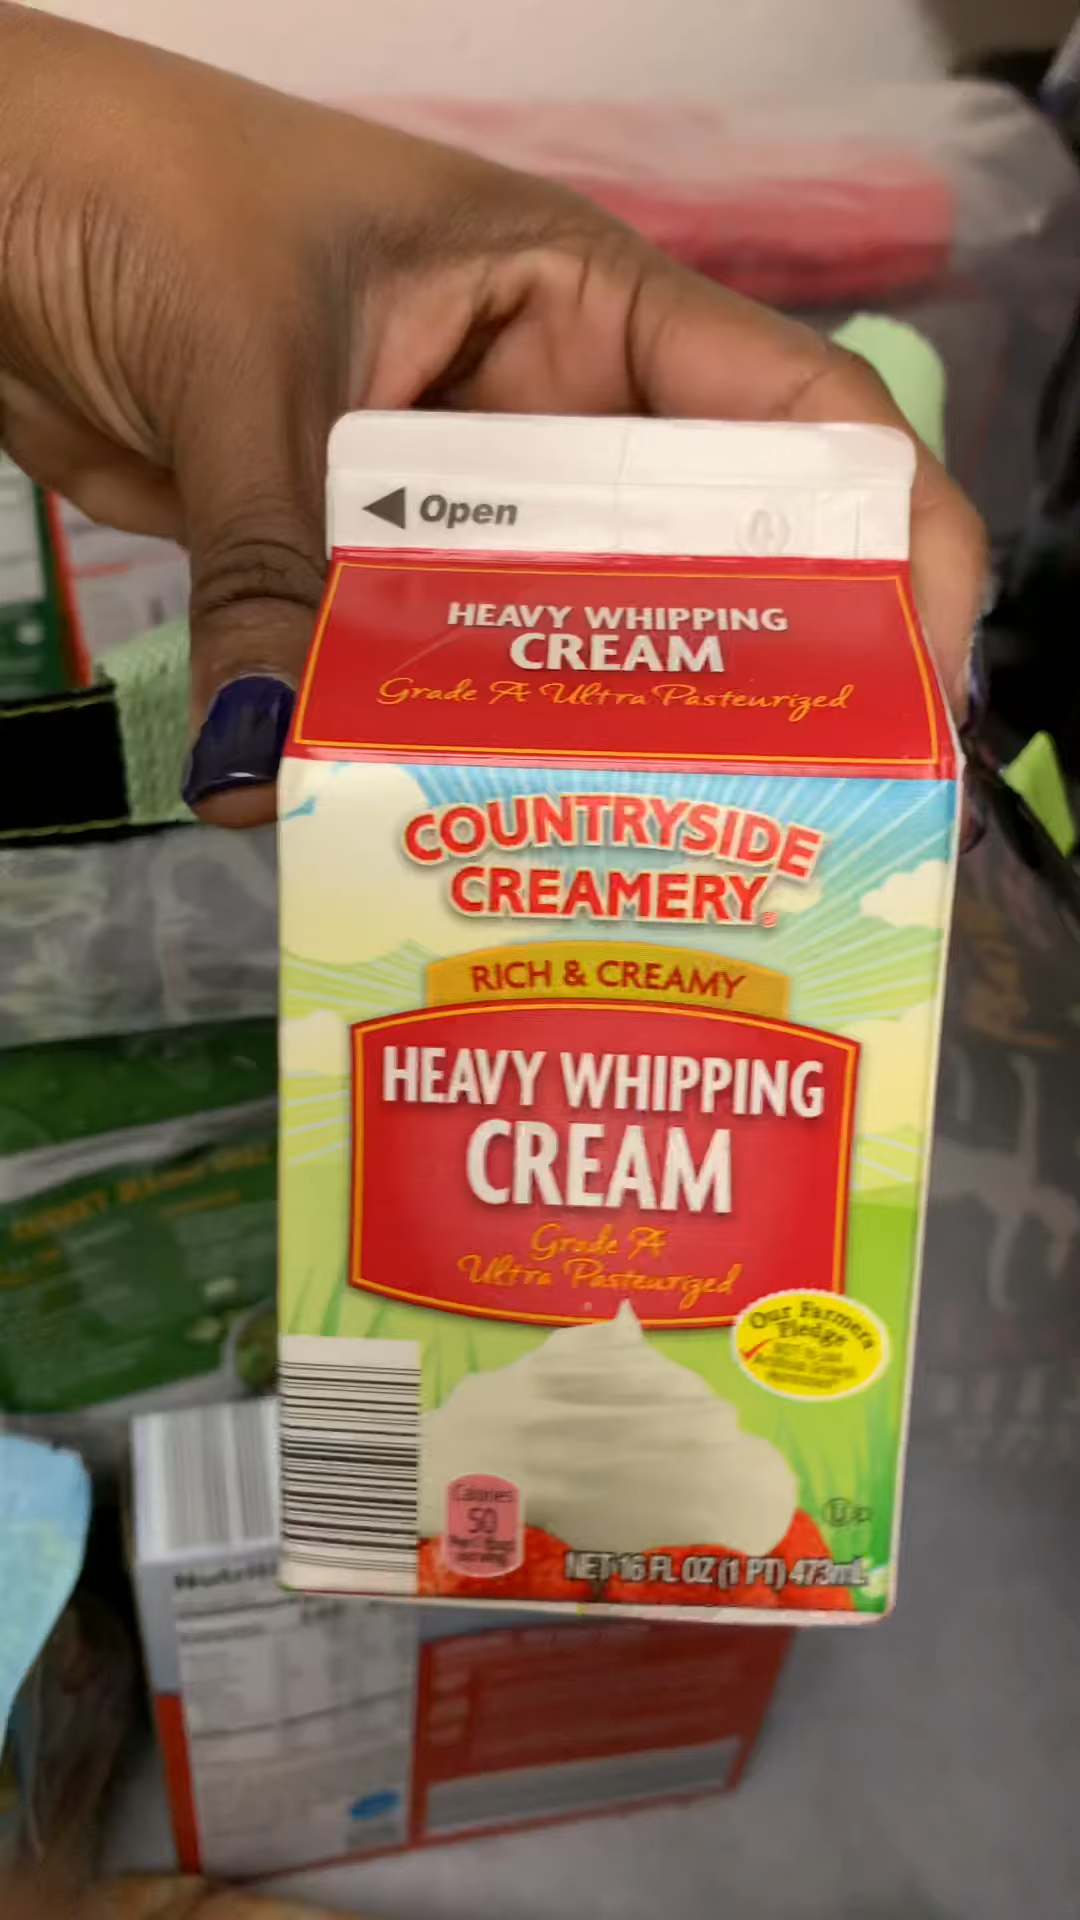 Open
HEAVY WHIPPING
CREAM
Grade A Ultra Pasteurized
COUNTRYSIDE
CREAMERY®
RICH & CREAMY
HEAVY WHIPPING
CREAM
Grade A
Ultra Pasteurized
Our Farmers
Pledge
Calories
50
NET 16 FL OZ (1 PT) 473mL